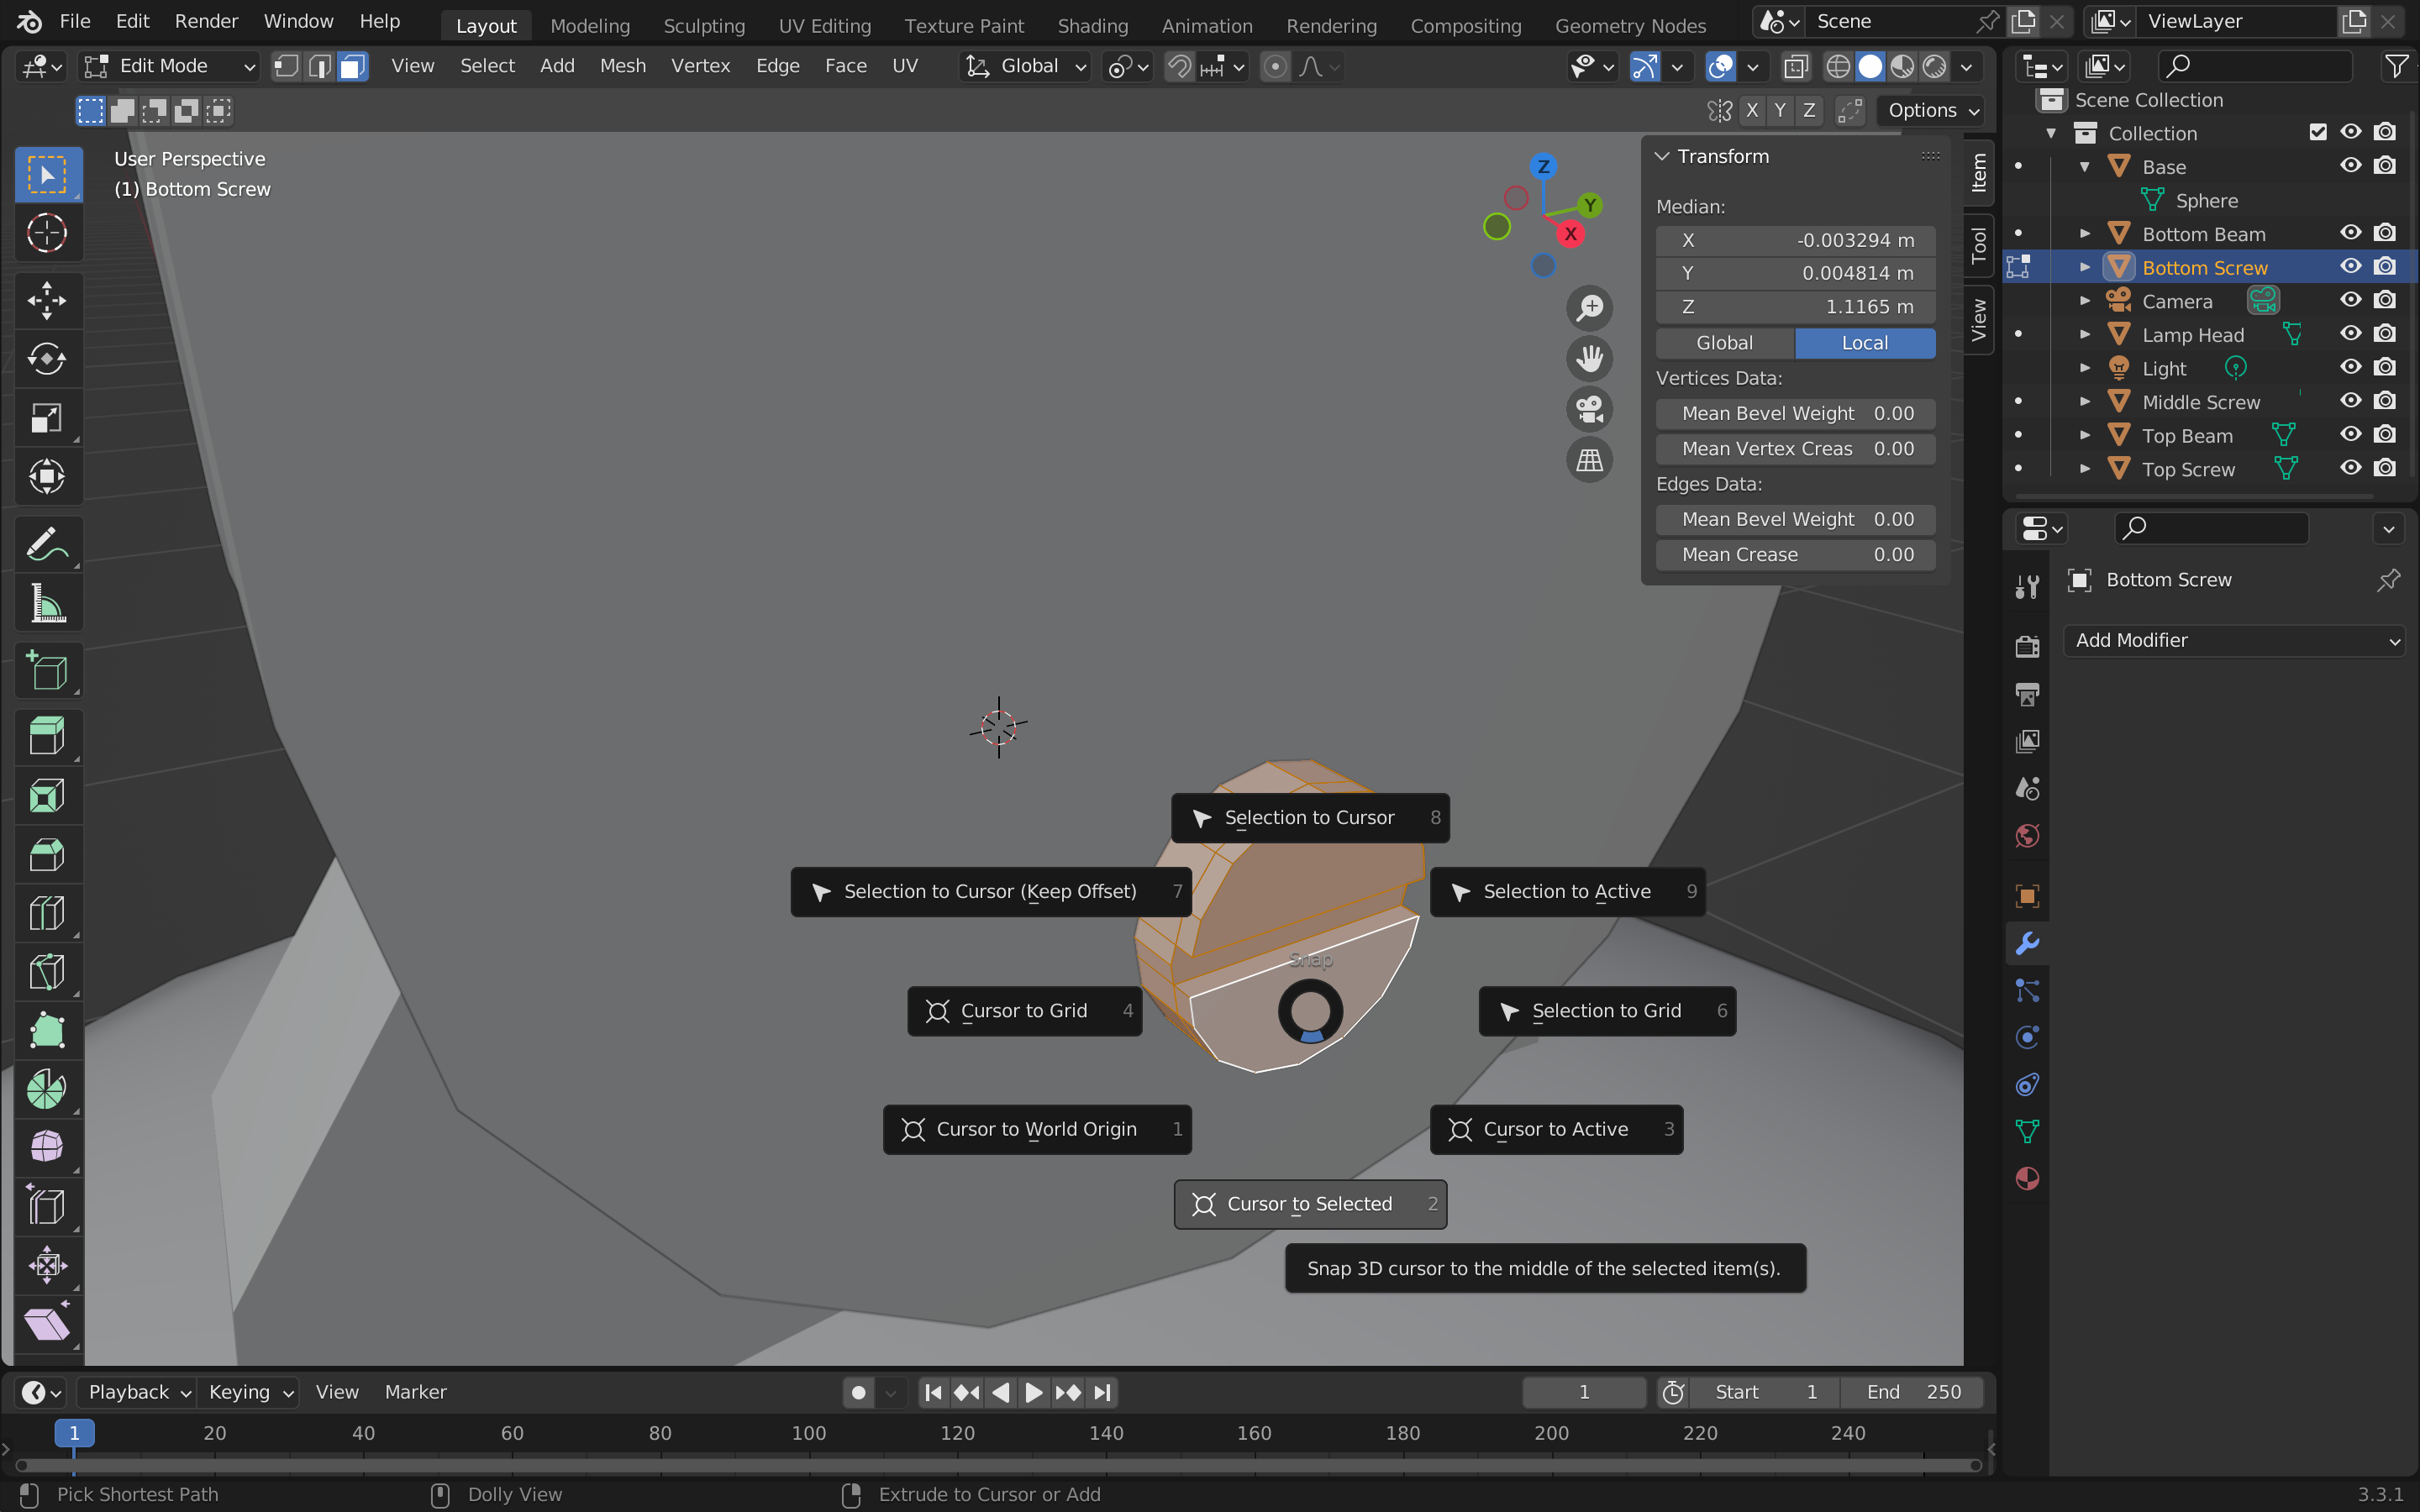 File Edit Render Window Help Layout Modeling Sculpting UV Editing Texture Paint Shading Animation Rendering Compositing Geometry Nodes Scene ViewLayer
Edit Mode View Select Add Mesh Vertex Edge Face UV Global
X Y Z Options
User Perspective
(1) Bottom Screw
Z
Y
X
Transform
Median:
X -0.003294 m
Y 0.004814 m
Z 1.1165 m
Global Local
Vertices Data:
Mean Bevel Weight 0.00
Mean Vertex Creas 0.00
Edges Data:
Mean Bevel Weight 0.00
Mean Crease 0.00
Item
Tool
View
Scene Collection
Collection
Base
Sphere
Bottom Beam
Bottom Screw
Camera
Lamp Head
Light
Middle Screw
Top Beam
Top Screw
Bottom Screw
Add Modifier
Selection to Cursor 8
Selection to Cursor (Keep Offset) 7
Selection to Active 9
Snap
Cursor to Grid 4
Selection to Grid 6
Cursor to World Origin 1
Cursor to Active 3
Cursor to Selected 2
Snap 3D cursor to the middle of the selected item(s).
Playback Keying View Marker 1 Start 1 End 250
1 20 40 60 80 100 120 140 160 180 200 220 240
Pick Shortest Path Dolly View Extrude to Cursor or Add 3.3.1